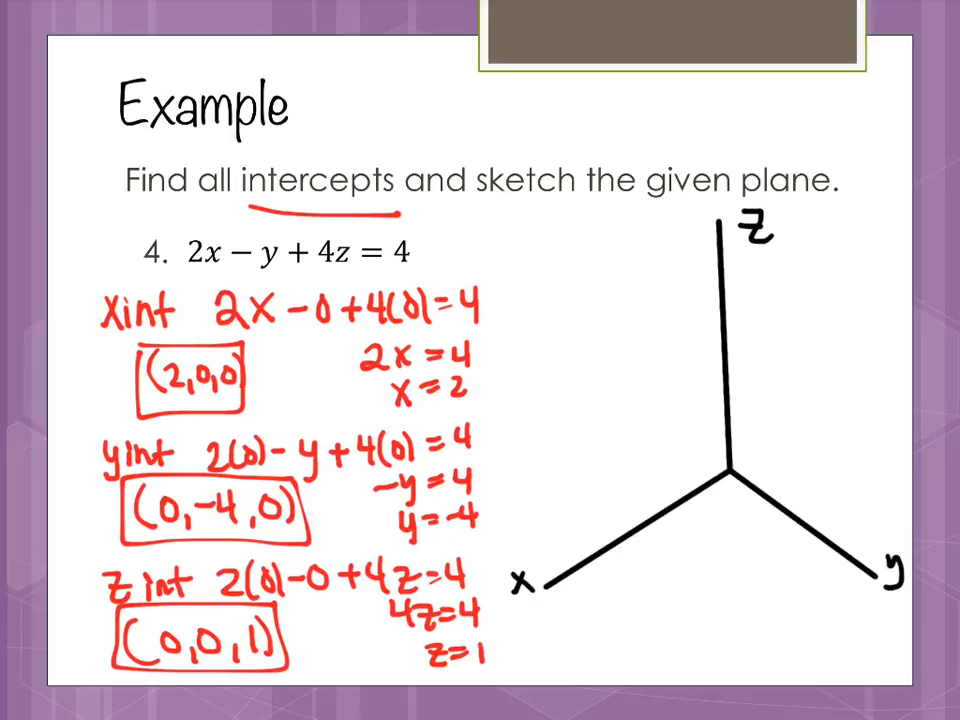 Example
Find all intercepts and sketch the given plane.
4. 2x − y + 4z = 4
x int 2x - 0 + 4(0) = 4
2x = 4
(2,0,0)
x = 2
y int 2(0) - y + 4(0) = 4
-y = 4
(0,-4,0)
y = -4
z int 2(0) - 0 + 4z = 4
4z = 4
(0,0,1)
z = 1
z
x
y